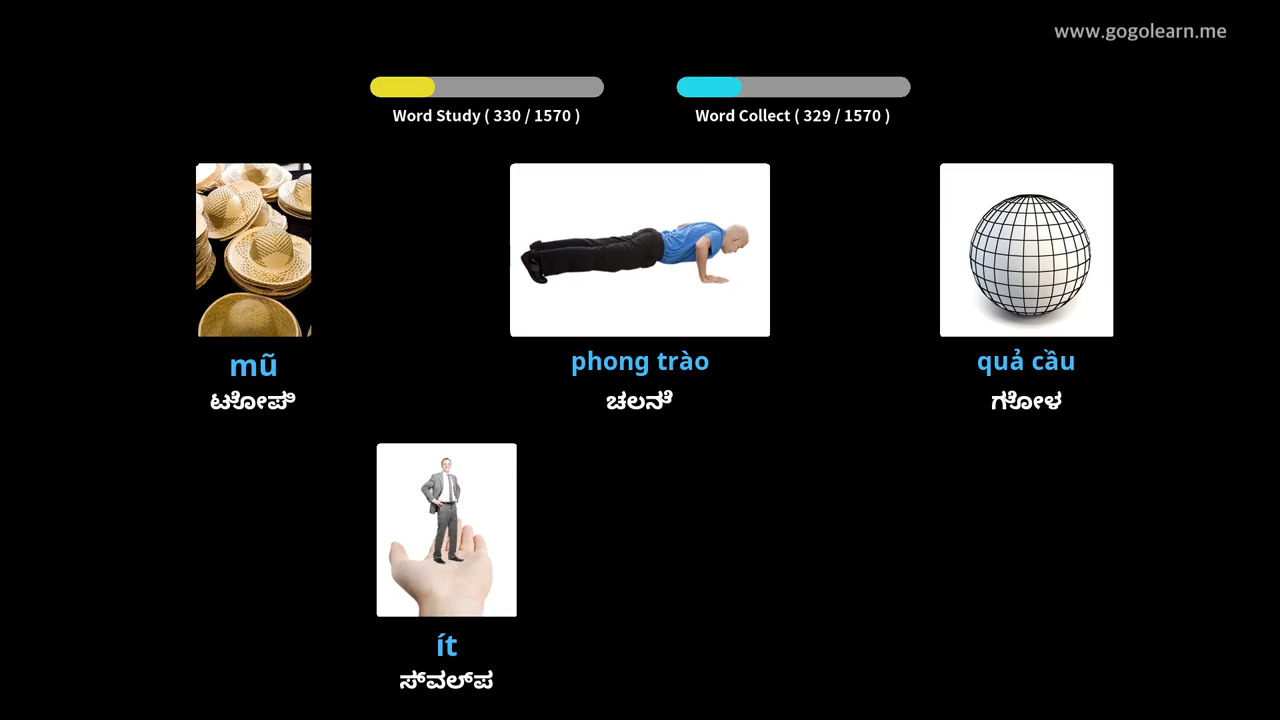 www.gogolearn.me
Word Study ( 330 / 1570 )
Word Collect ( 329 / 1570 )
mũ
ಟೋಪಿ
phong trào
ಚಲನೆ
quả cầu
ಗೋಳ
ít
ಸ್ವಲ್ಪ